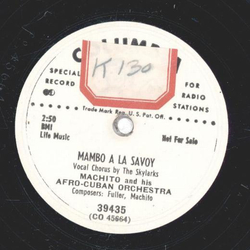 COLUMBIA
K 130
SPECIAL FOR
RECORD RADIO
STATIONS
Trade Mark Reg. U.S. Pat. Off.
2:50
BMI
Life Music
Not For Sale
MAMBO A LA SAVOY
Vocal Chorus by The Skylarks
MACHITO and his
AFRO-CUBAN ORCHESTRA
Composers: Fuller, Machito
39435
(CO 45664)